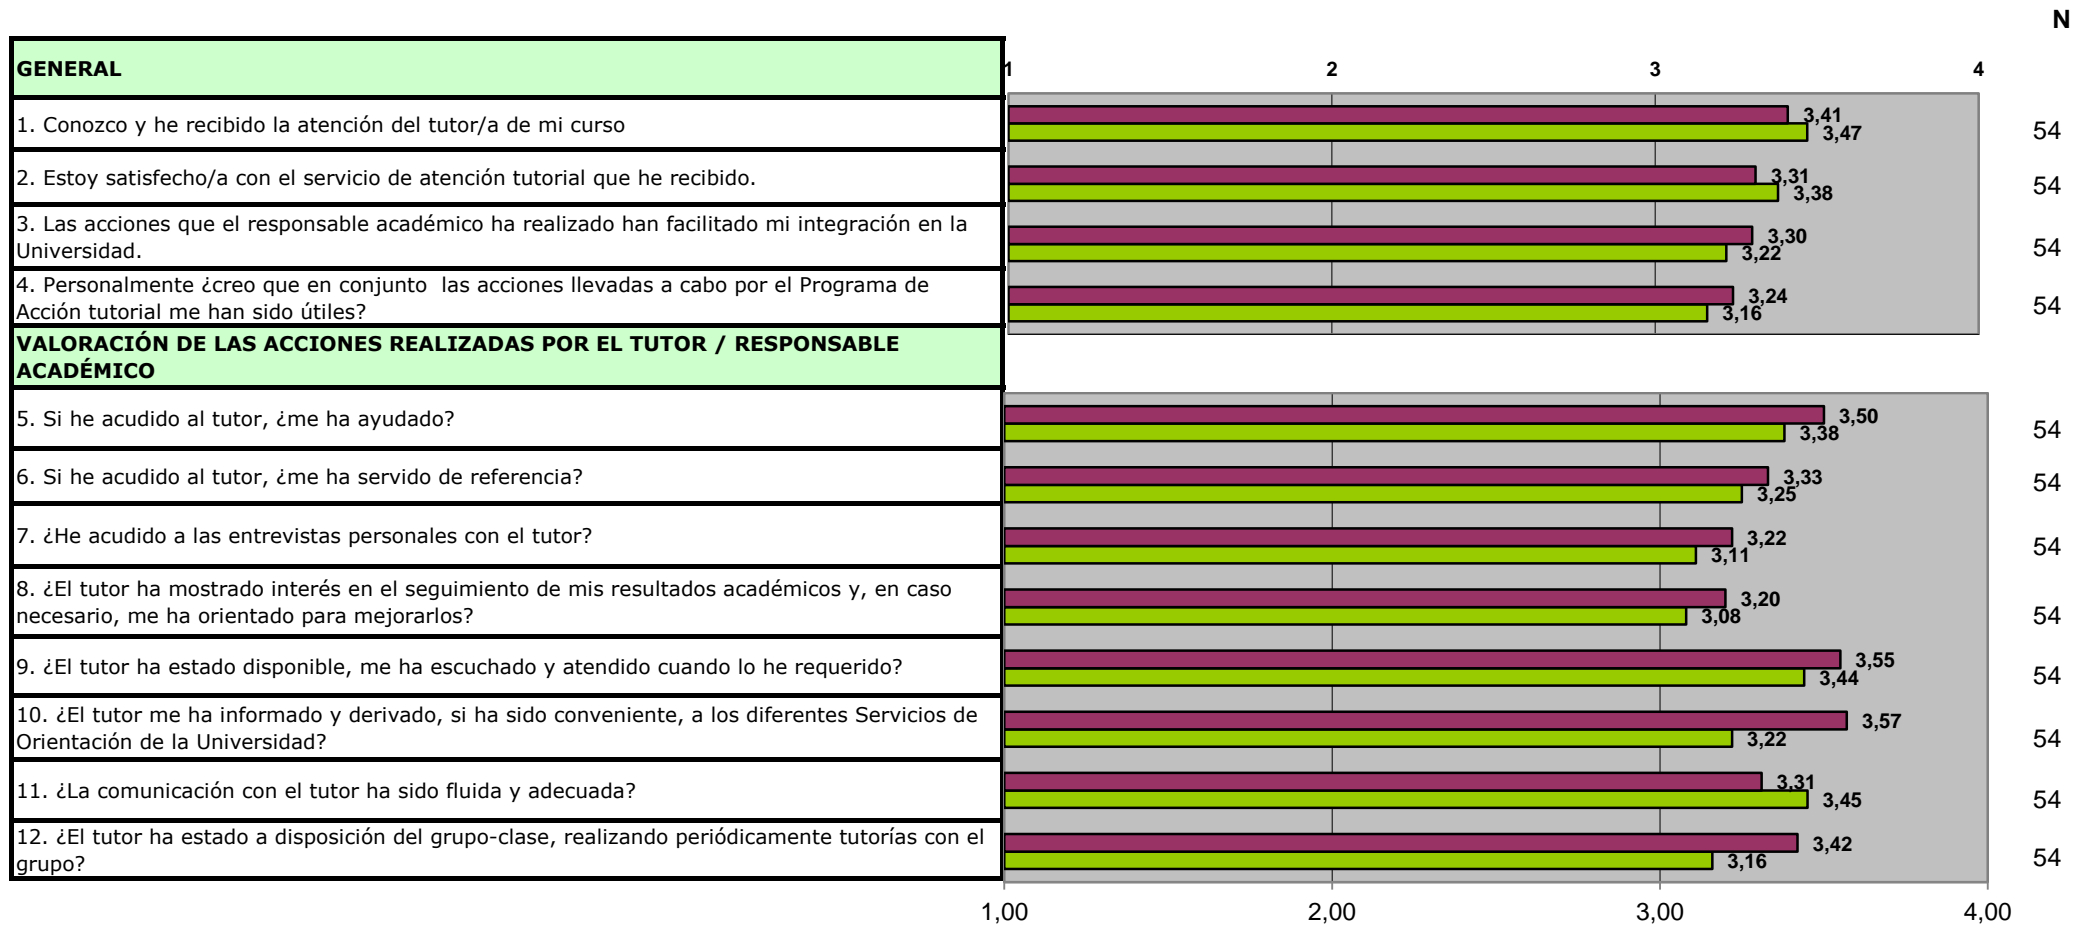 N
GENERAL
1 2 3 4
1. Conozco y he recibido la atención del tutor/a de mi curso
3,41
3,47
54
2. Estoy satisfecho/a con el servicio de atención tutorial que he recibido.
3,31
3,38
54
3. Las acciones que el responsable académico ha realizado han facilitado mi integración en la
Universidad.
3,30
3,22
54
4. Personalmente ¿creo que en conjunto  las acciones llevadas a cabo por el Programa de
Acción tutorial me han sido útiles?
3,24
3,16
54
VALORACIÓN DE LAS ACCIONES REALIZADAS POR EL TUTOR / RESPONSABLE
ACADÉMICO
5. Si he acudido al tutor, ¿me ha ayudado?
3,50
3,38
54
6. Si he acudido al tutor, ¿me ha servido de referencia?
3,33
3,25
54
7. ¿He acudido a las entrevistas personales con el tutor?
3,22
3,11
54
8. ¿El tutor ha mostrado interés en el seguimiento de mis resultados académicos y, en caso
necesario, me ha orientado para mejorarlos?
3,20
3,08
54
9. ¿El tutor ha estado disponible, me ha escuchado y atendido cuando lo he requerido?
3,55
3,44
54
10. ¿El tutor me ha informado y derivado, si ha sido conveniente, a los diferentes Servicios de
Orientación de la Universidad?
3,57
3,22
54
11. ¿La comunicación con el tutor ha sido fluida y adecuada?
3,31
3,45
54
12. ¿El tutor ha estado a disposición del grupo-clase, realizando periódicamente tutorías con el
grupo?
3,42
3,16
54
1,00 2,00 3,00 4,00